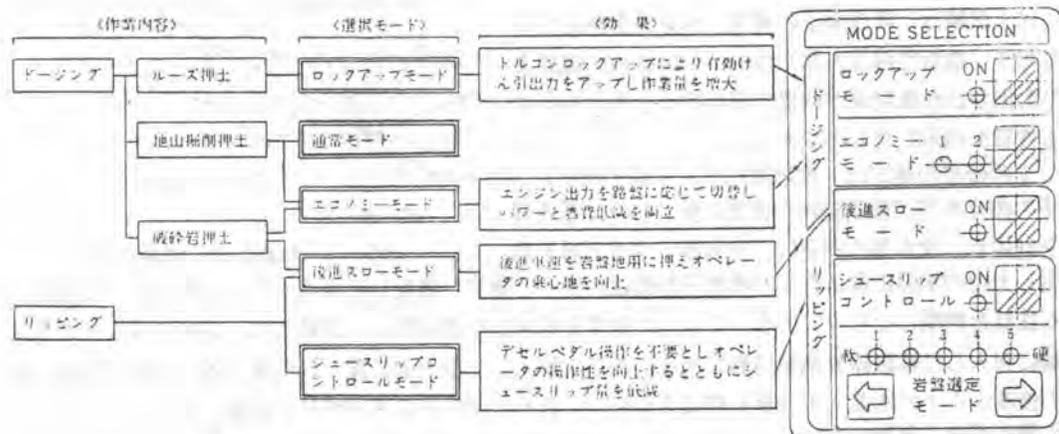 〈作業内容〉
〈選択モード〉
〈効　果〉
ドージング
ルーズ押土
ロックアップモード
トルコンロックアップにより有効け
ん引出力をアップし作業量を増大
地山掘削押土
通常モード
エコノミーモード
エンジン出力を路盤に応じて切替し
パワーと燃費低減を両立
破砕岩押土
後進スローモード
後進車速を岩盤地用に押えオペレー
タの乗心地を向上
リッピング
シュースリップコ
ントロールモード
デセルペダル操作を不要としオペレ
ータの操作性を向上するとともにシ
ュースリップ量を低減
MODE SELECTION
ドージング
リッピング
ロックアップ ON
モード
エコノミー 1 2
モード
後進スロー ON
モード
シュースリップ ON
コントロール
1 2 3 4 5
軟 硬
岩盤選定
モード